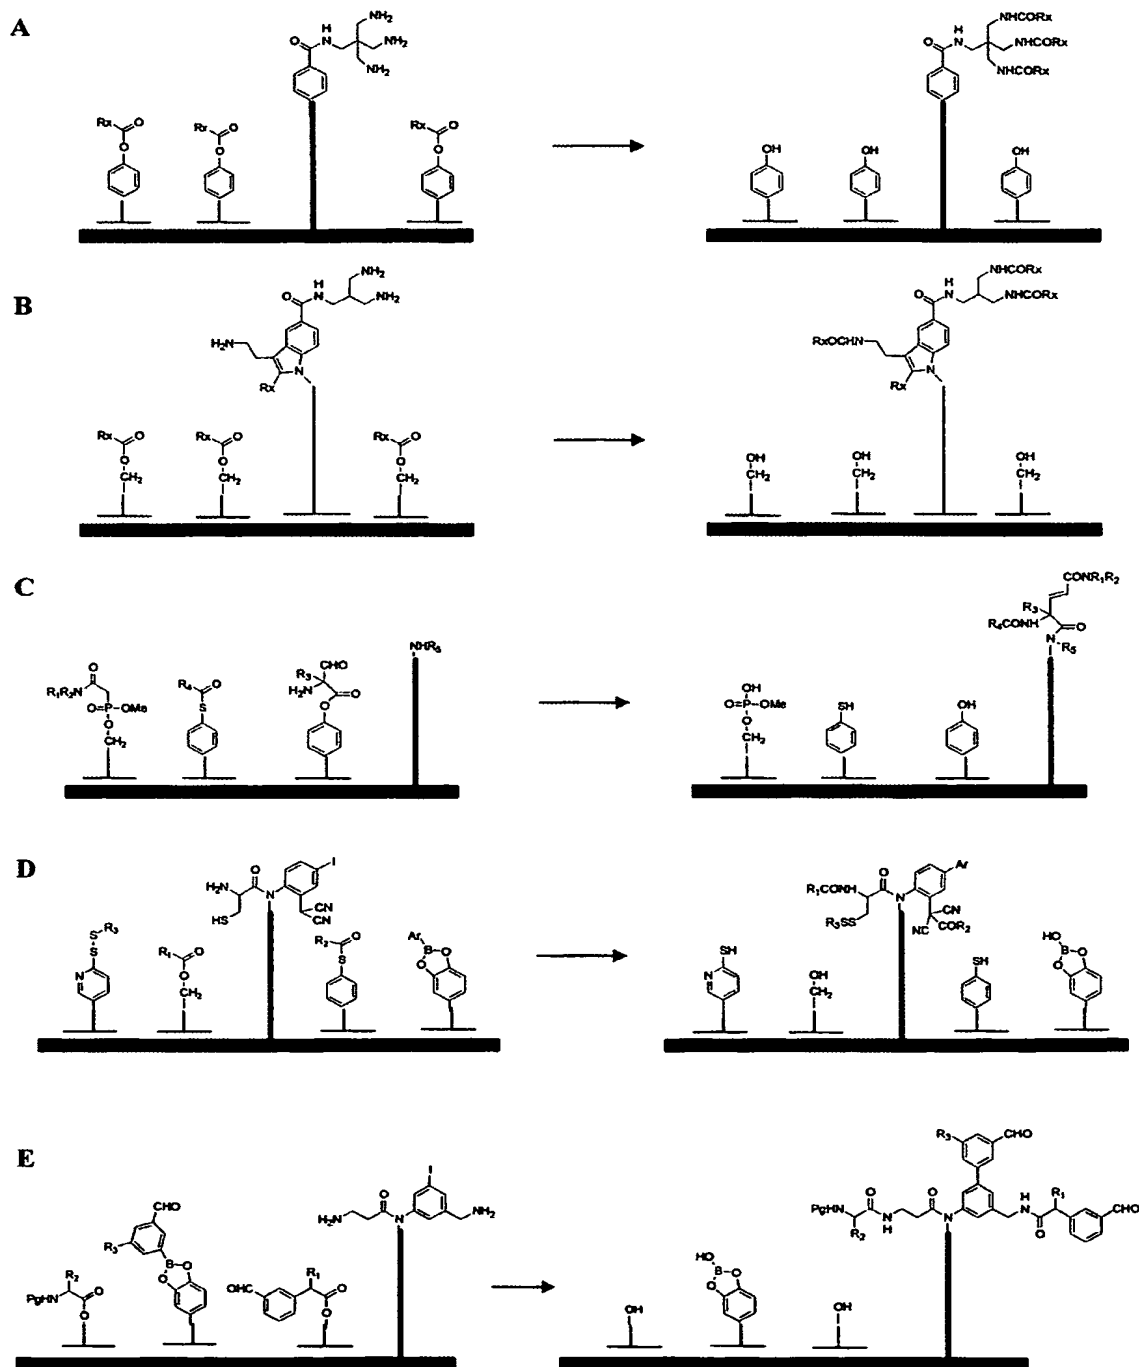 A
NH₂
H
N
O
NH₂
NH₂
Rx O
O
Rx O
O
Rx O
O
NHCORx
H
N
O
NHCORx
NHCORx
OH
OH
OH
B
NH₂
H
N
O
NH₂
H₂N
N
Rx
Rx O
O
CH₂
Rx O
O
CH₂
Rx O
O
CH₂
NHCORx
H
N
O
NHCORx
RxOCHN
N
Rx
OH
CH₂
OH
CH₂
OH
CH₂
C
O
R₁R₂N
O=P-OMe
O
CH₂
R₄ O
S
CHO
R₃
H₂N
O
O
NHR₅
OH
O=P-OMe
O
CH₂
SH
OH
CONR₁R₂
R₃
R₄CONH
O
N-R₅
D
I
O
H₂N
N
CN
HS
CN
S-R₃
S
N
R₁ O
O
CH₂
R₂ O
S
Ar
B-O
O
Ar
O
R₁CONH
N
R₃SS
CN
NC
COR₂
SH
N
OH
CH₂
SH
HO
B-O
O
E
I
O
H₂N
N
NH₂
CHO
R₃
B-O
O
R₂
PgHN
O
O
OHC
R₁
O
O
R₃
CHO
PgHN
O
R₂
N
H
O
N
H
N
O
R₁
CHO
HO
B-O
O
OH
OH